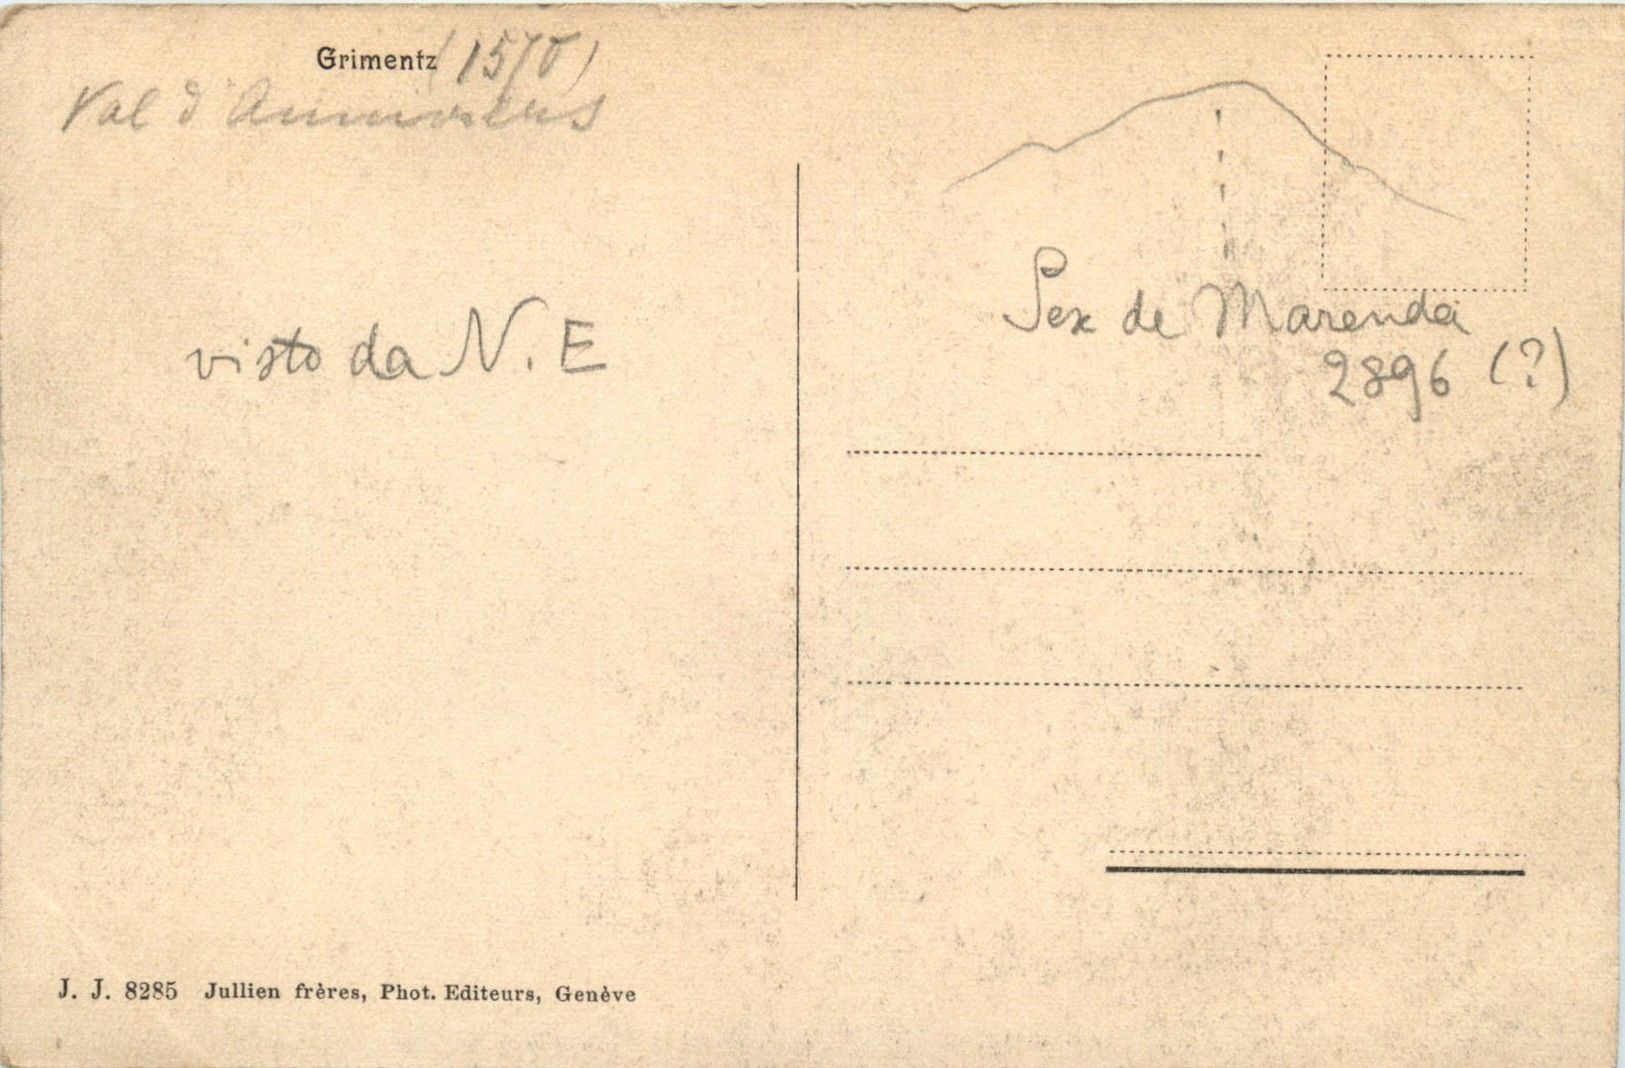 Grimentz (1570)
Val d'Anniviers
Sex de Marenda
2896 (?)
visto da N.E
J. J. 8285 Jullien frères, Phot. Editeurs, Genève